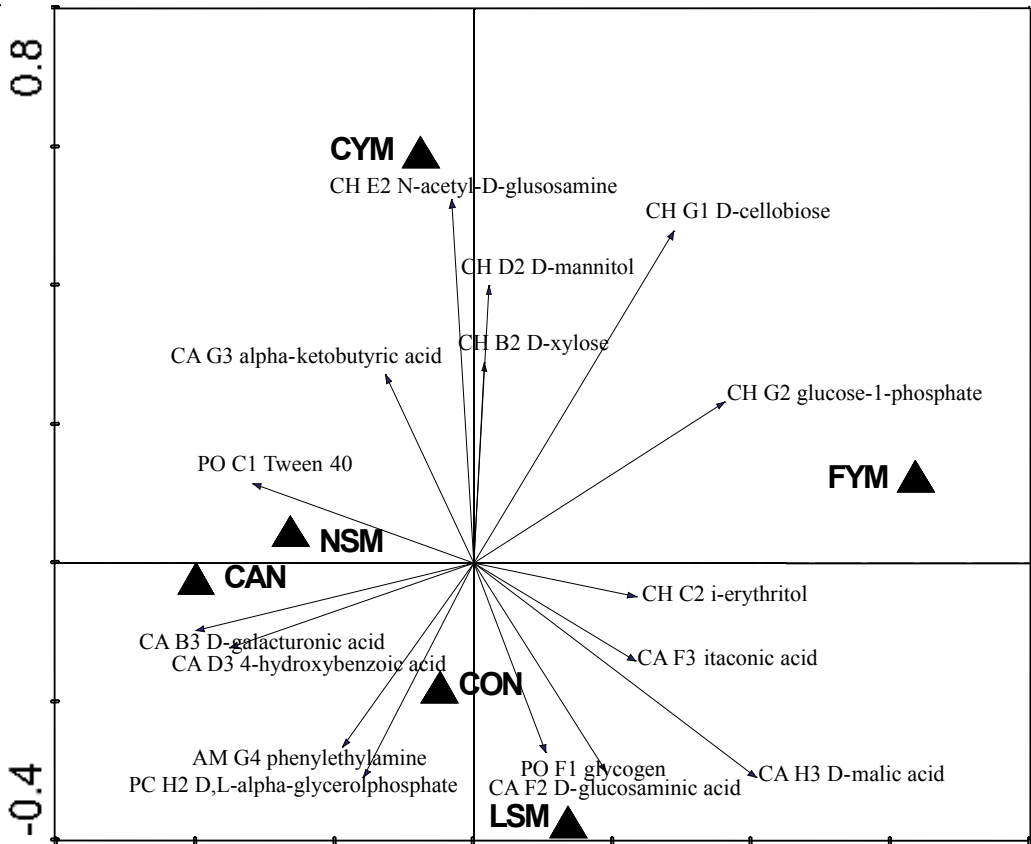 0.8
CYM
CH E2 N-acetyl-D-glusosamine
CH G1 D-cellobiose
CH D2 D-mannitol
CH B2 D-xylose
CA G3 alpha-ketobutyric acid
CH G2 glucose-1-phosphate
PO C1 Tween 40
FYM
NSM
CAN
CH C2 i-erythritol
CA B3 D-galacturonic acid
CA D3 4-hydroxybenzoic acid
CA F3 itaconic acid
CON
AM G4 phenylethylamine
PO F1 glycogen
CA H3 D-malic acid
PC H2 D,L-alpha-glycerolphosphate
CA F2 D-glucosaminic acid
LSM
-0.4